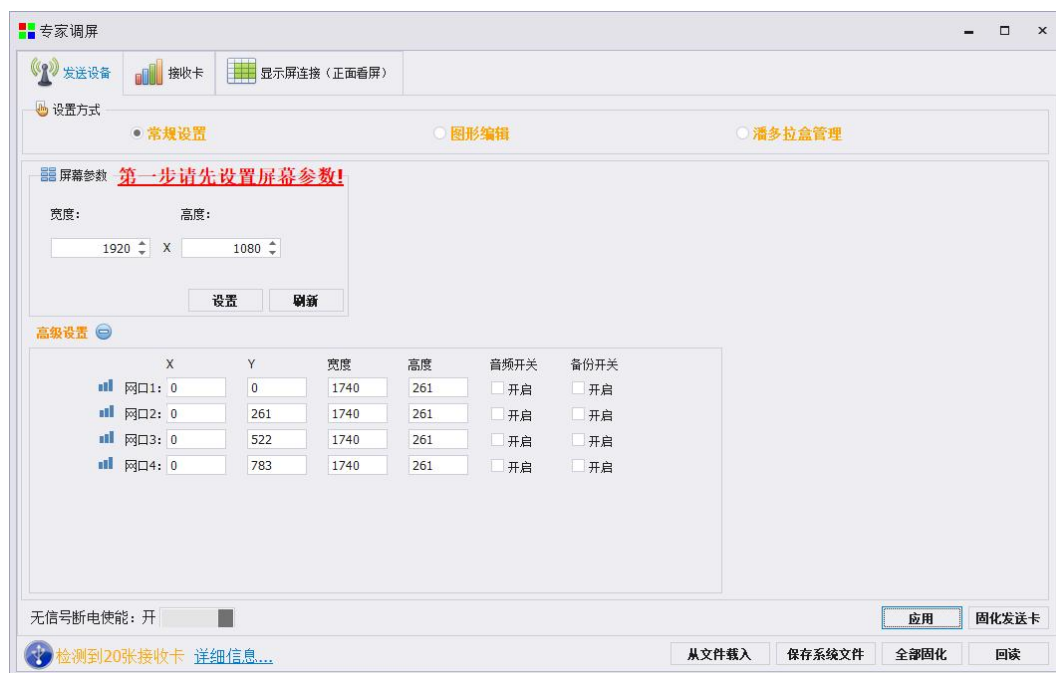 专家调屏
发送设备 接收卡 显示屏连接（正面看屏）
设置方式
常规设置 图形编辑 潘多拉盒管理
屏幕参数 第一步请先设置屏幕参数!
宽度: 高度:
1920 X 1080
设置 刷新
高级设置
X Y 宽度 高度 音频开关 备份开关
网口1: 0 0 1740 261 开启 开启
网口2: 0 261 1740 261 开启 开启
网口3: 0 522 1740 261 开启 开启
网口4: 0 783 1740 261 开启 开启
无信号断电使能: 开 应用 固化发送卡
检测到20张接收卡 详细信息... 从文件载入 保存系统文件 全部固化 回读